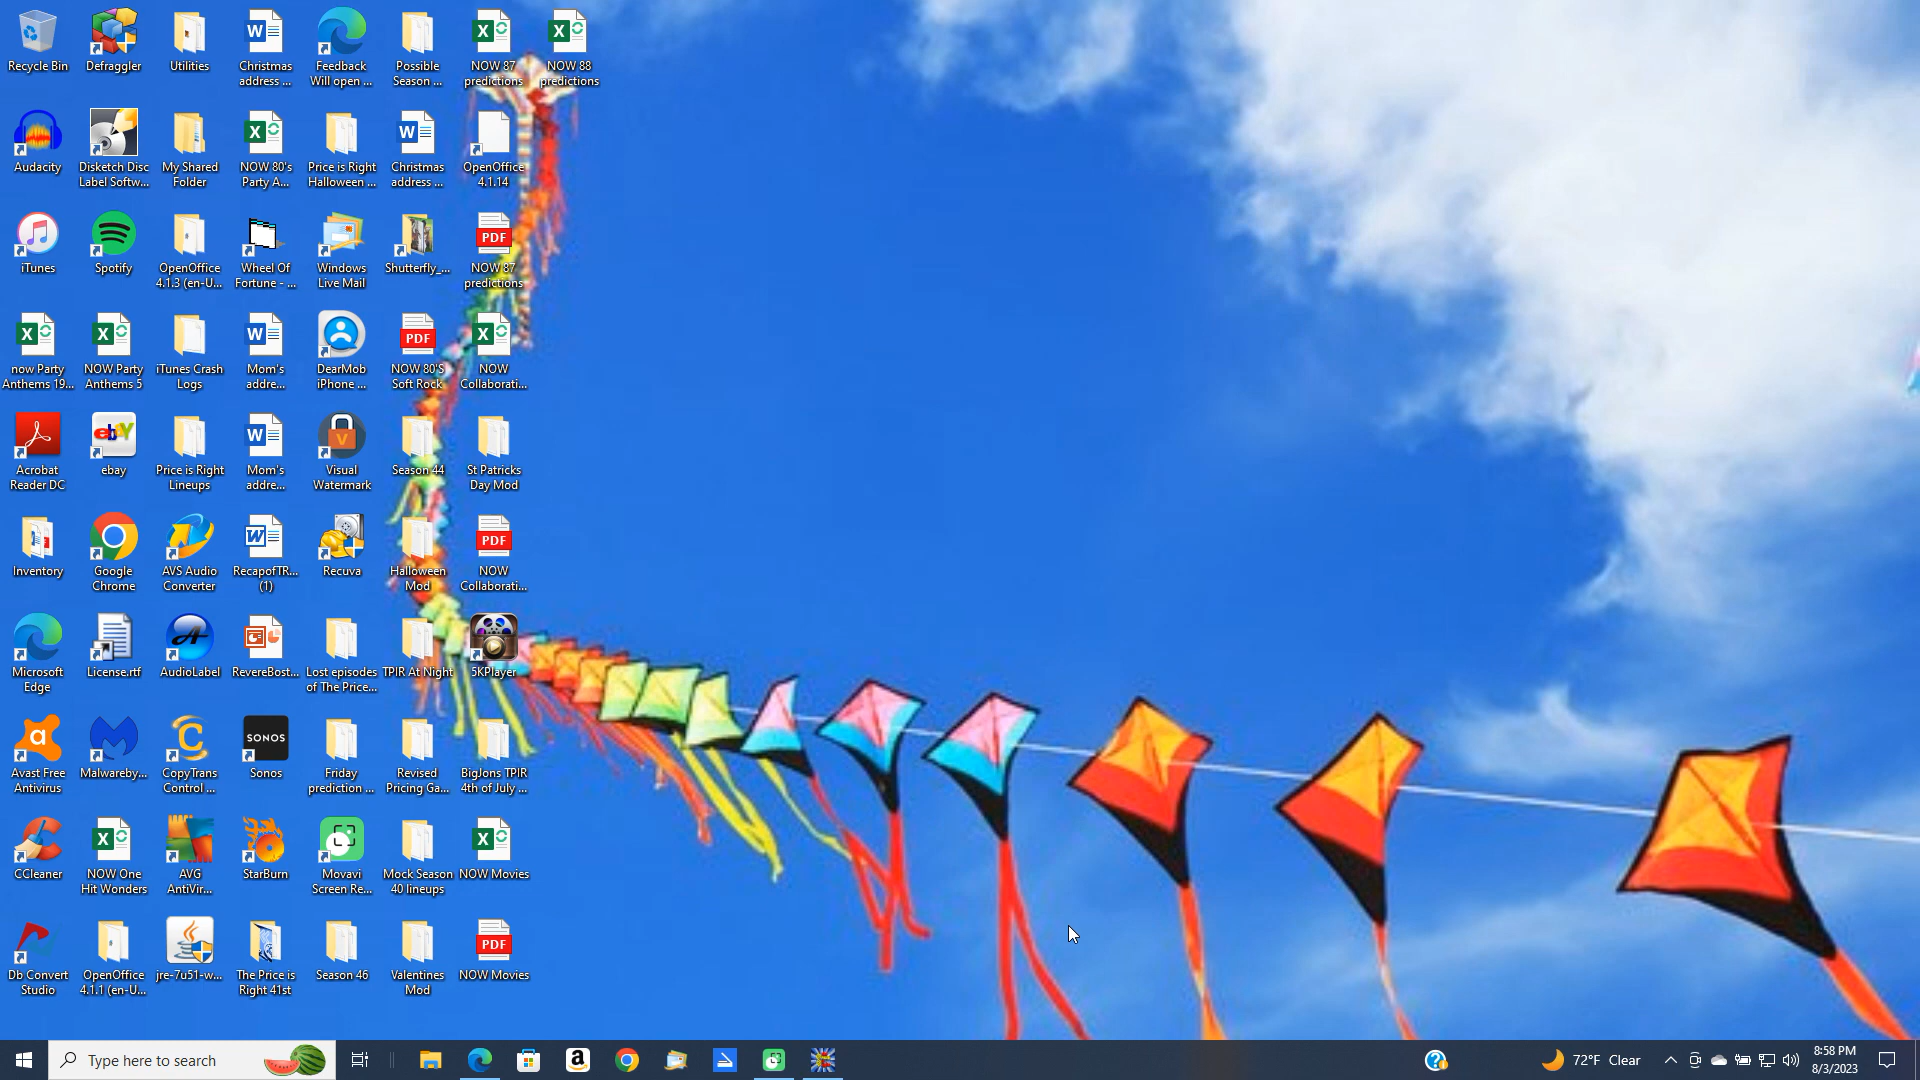 Recycle Bin
Defraggler
Utilities
Christmas
address ...
Feedback
Will open ...
Possible
Season ...
NOW 87
predictions
NOW 88
predictions
Audacity
Disketch Disc
Label Softw...
My Shared
Folder
NOW 80's
Party A...
Price is Right
Halloween ...
Christmas
address ...
OpenOffice
4.1.14
iTunes
Spotify
OpenOffice
4.1.3 (en-U...
Wheel Of
Fortune - ...
Windows
Live Mail
Shutterfly_...
PDF
NOW 87
predictions
now Party
Anthems 19...
NOW Party
Anthems 5
iTunes Crash
Logs
Mom's
addre...
DearMob
iPhone ...
PDF
NOW 80'S
Soft Rock
NOW
Collaborati...
Acrobat
Reader DC
ebay
ebay
Price is Right
Lineups
Mom's
addre...
Visual
Watermark
Season 44
St Patricks
Day Mod
Inventory
Google
Chrome
AVS Audio
Converter
RecapofTR...
(1)
Recuva
Halloween
Mod
PDF
NOW
Collaborati...
Microsoft
Edge
License.rtf
AudioLabel
RevereBost...
Lost episodes
of The Price...
TPIR At Night
5KPlayer
Avast Free
Antivirus
Malwareby...
CopyTrans
Control ...
SONOS
Sonos
Friday
prediction ...
Revised
Pricing Ga...
BigJons TPIR
4th of July ...
CCleaner
NOW One
Hit Wonders
AVG
AntiVir...
StarBurn
Movavi
Screen Re...
Mock Season
40 lineups
NOW Movies
Db Convert
Studio
OpenOffice
4.1.1 (en-U...
jre-7u51-w...
The Price is
Right 41st
Season 46
Valentines
Mod
PDF
NOW Movies
Type here to search
72°F Clear
8:58 PM
8/3/2023